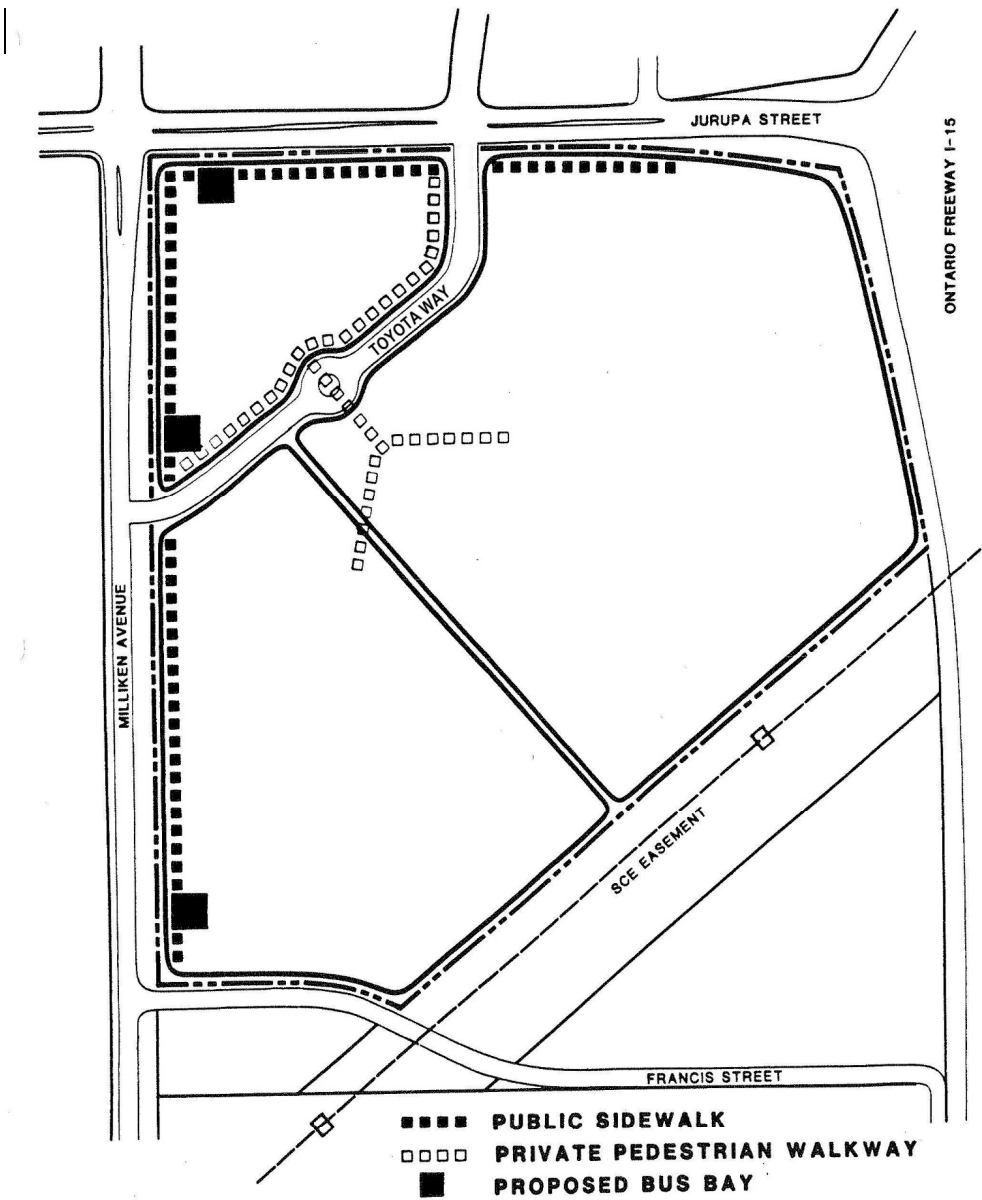 JURUPA STREET
ONTARIO FREEWAY I-15
TOYOTA WAY
MILLIKEN AVENUE
SCE EASEMENT
FRANCIS STREET
PUBLIC SIDEWALK
PRIVATE PEDESTRIAN WALKWAY
PROPOSED BUS BAY